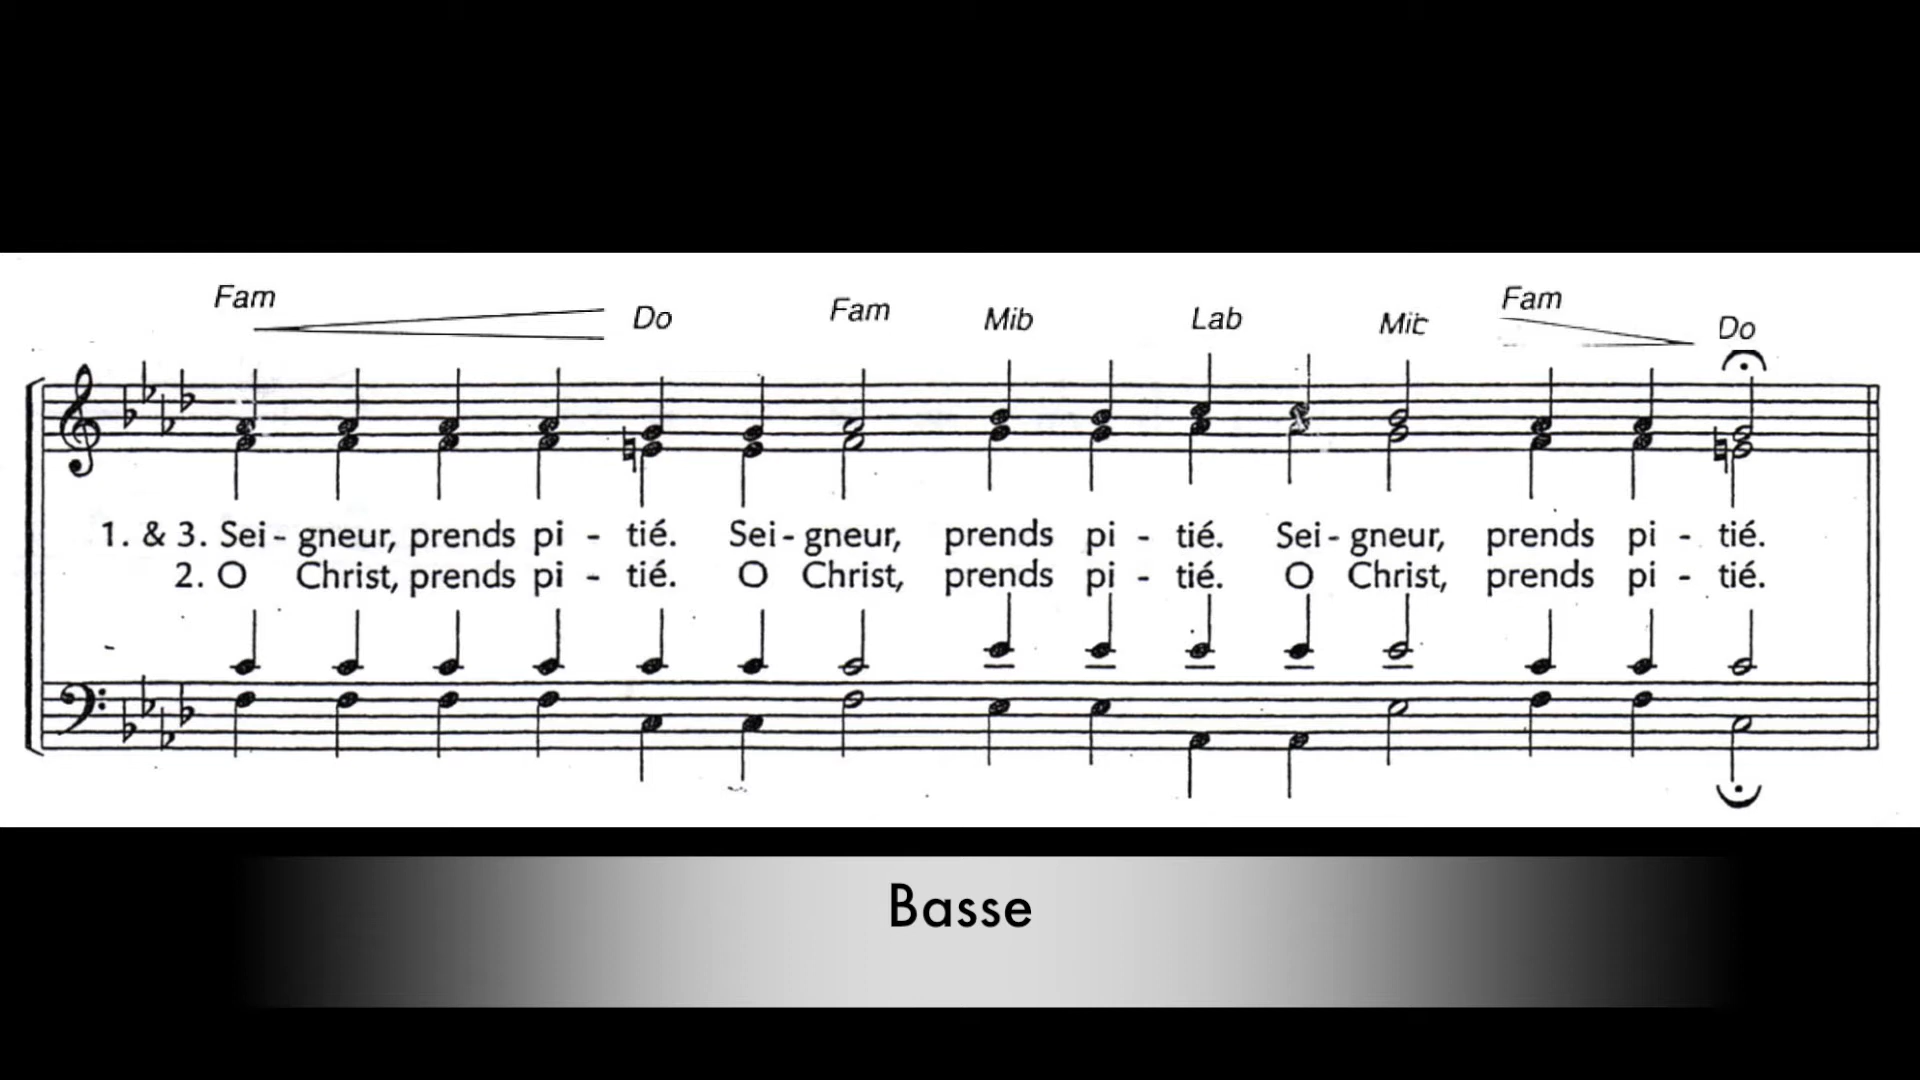 Fam Do Fam Mib Lab Mib Fam Do
1. & 3. Sei - gneur, prends pi - tié. Sei - gneur, prends pi - tié. Sei - gneur, prends pi - tié.
2. O Christ, prends pi - tié. O Christ, prends pi - tié. O Christ, prends pi - tié.
Basse